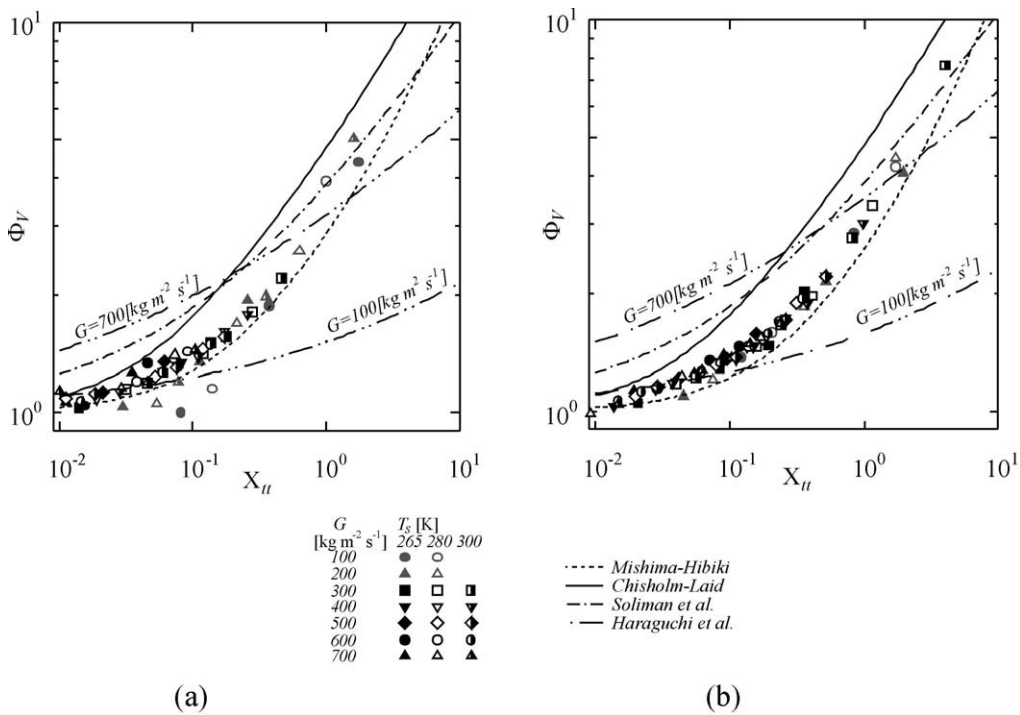 (a)
(b)
10^1
Φ_V
10^0
G=700[kg m^-2 s^-1]
G=100[kg m^-2 s^-1]
10^-2
10^-1
10^0
10^1
X_tt
10^1
Φ_V
10^0
G=700[kg m^-2 s^-1]
G=100[kg m^-2 s^-1]
10^-2
10^-1
10^0
10^1
X_tt
G T_s [K]
[kg m^-2 s^-1] 265 280 300
100
200
300
400
500
600
700
Mishima-Hibiki
Chisholm-Laid
Soliman et al.
Haraguchi et al.
(a)
(b)